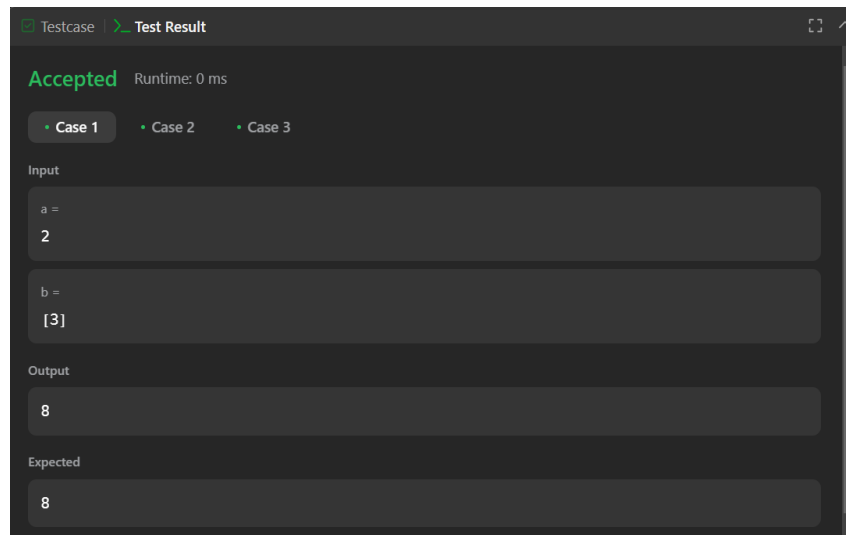 Testcase
Test Result
Accepted Runtime: 0 ms
Case 1 Case 2 Case 3
Input
a =
2
b =
[3]
Output
8
Expected
8